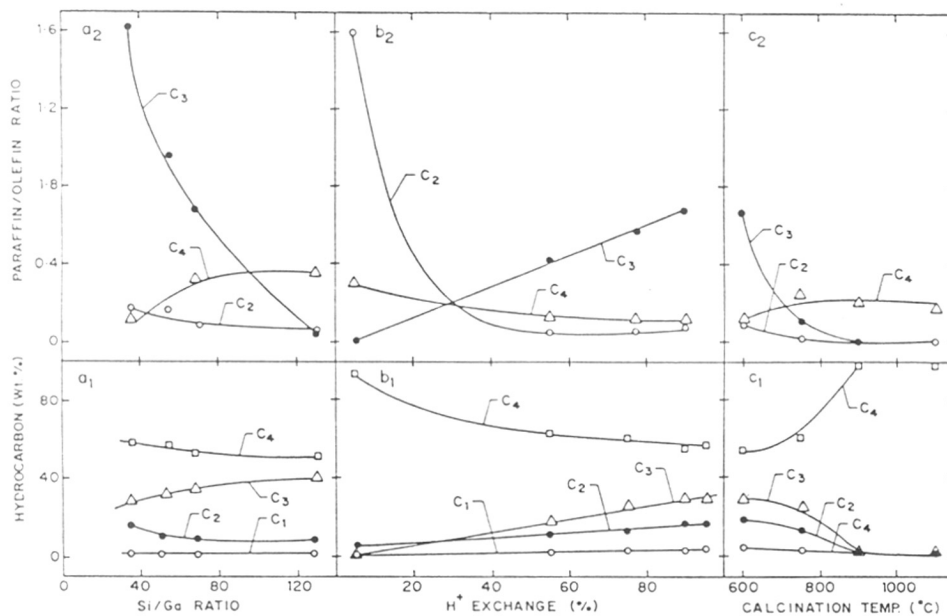 a2
b2
c2
PARAFFIN/OLEFIN RATIO
1·6
1·2
1·8
0·4
0
C3
C4
C2
C2
C3
C4
C3
C2
C4
a1
b1
c1
HYDROCARBON (Wt %)
80
40
0
C4
C3
C2
C1
C4
C1
C2
C3
C4
C3
C2
C4
0 40 80 120
0 20 40 60 80
600 800 1000
Si/Ga RATIO
H+ EXCHANGE (%)
CALCINATION TEMP. (°C)